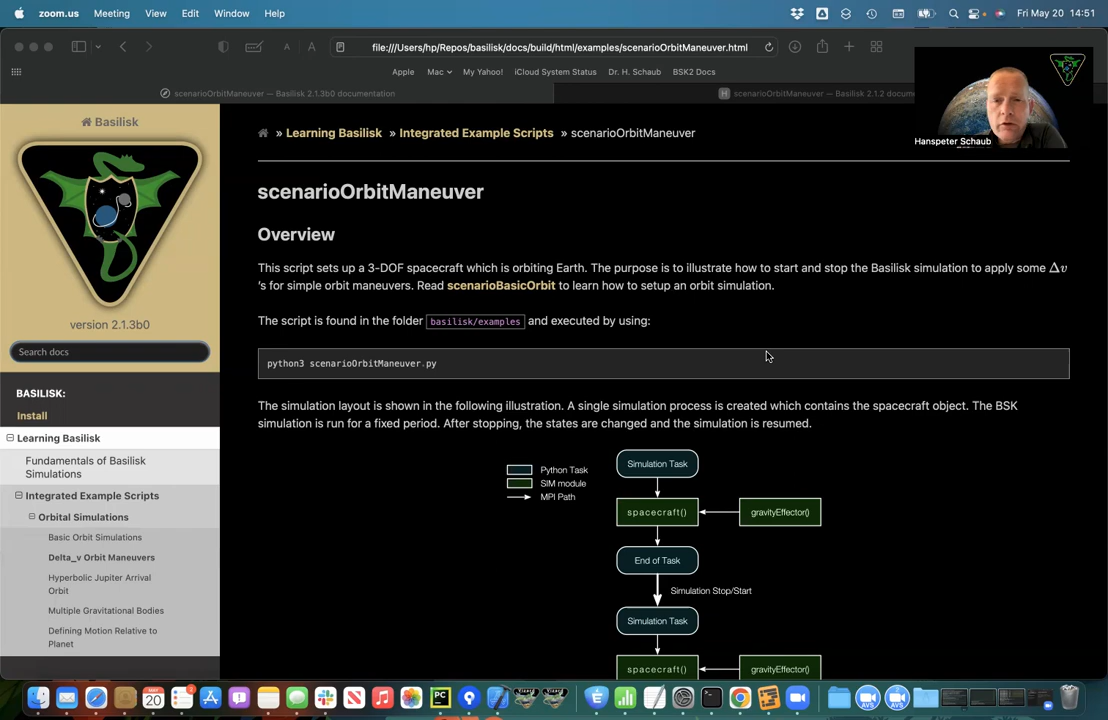 zoom.us Meeting View Edit Window Help Fri May 20 14:51
file:///Users/hp/Repos/basilisk/docs/build/html/examples/scenarioOrbitManeuver.html
Apple Mac My Yahoo! iCloud System Status Dr. H. Schaub BSK2 Docs
scenarioOrbitManeuver — Basilisk 2.1.3b0 documentation
scenarioOrbitManeuver — Basilisk 2.1.2 docume
Hanspeter Schaub
Basilisk
version 2.1.3b0
Search docs
BASILISK:
Install
Learning Basilisk
Fundamentals of Basilisk
Simulations
Integrated Example Scripts
Orbital Simulations
Basic Orbit Simulations
Delta_v Orbit Maneuvers
Hyperbolic Jupiter Arrival
Orbit
Multiple Gravitational Bodies
Defining Motion Relative to
Planet
» Learning Basilisk » Integrated Example Scripts » scenarioOrbitManeuver
scenarioOrbitManeuver
Overview
This script sets up a 3-DOF spacecraft which is orbiting Earth. The purpose is to illustrate how to start and stop the Basilisk simulation to apply some Δv
's for simple orbit maneuvers. Read scenarioBasicOrbit to learn how to setup an orbit simulation.
The script is found in the folder basilisk/examples and executed by using:
python3 scenarioOrbitManeuver.py
The simulation layout is shown in the following illustration. A single simulation process is created which contains the spacecraft object. The BSK
simulation is run for a fixed period. After stopping, the states are changed and the simulation is resumed.
Python Task
SIM module
MPI Path
Simulation Task
spacecraft() gravityEffector()
End of Task
Simulation Stop/Start
Simulation Task
spacecraft() gravityEffector()